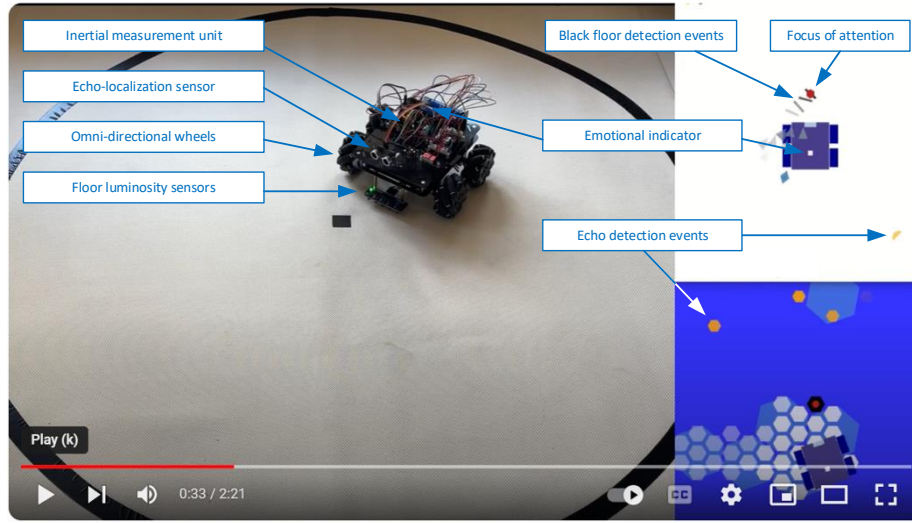 Inertial measurement unit
Black floor detection events
Focus of attention
Echo-localization sensor
Omni-directional wheels
Emotional indicator
Floor luminosity sensors
Echo detection events
Play (k)
0:33 / 2:21
CC